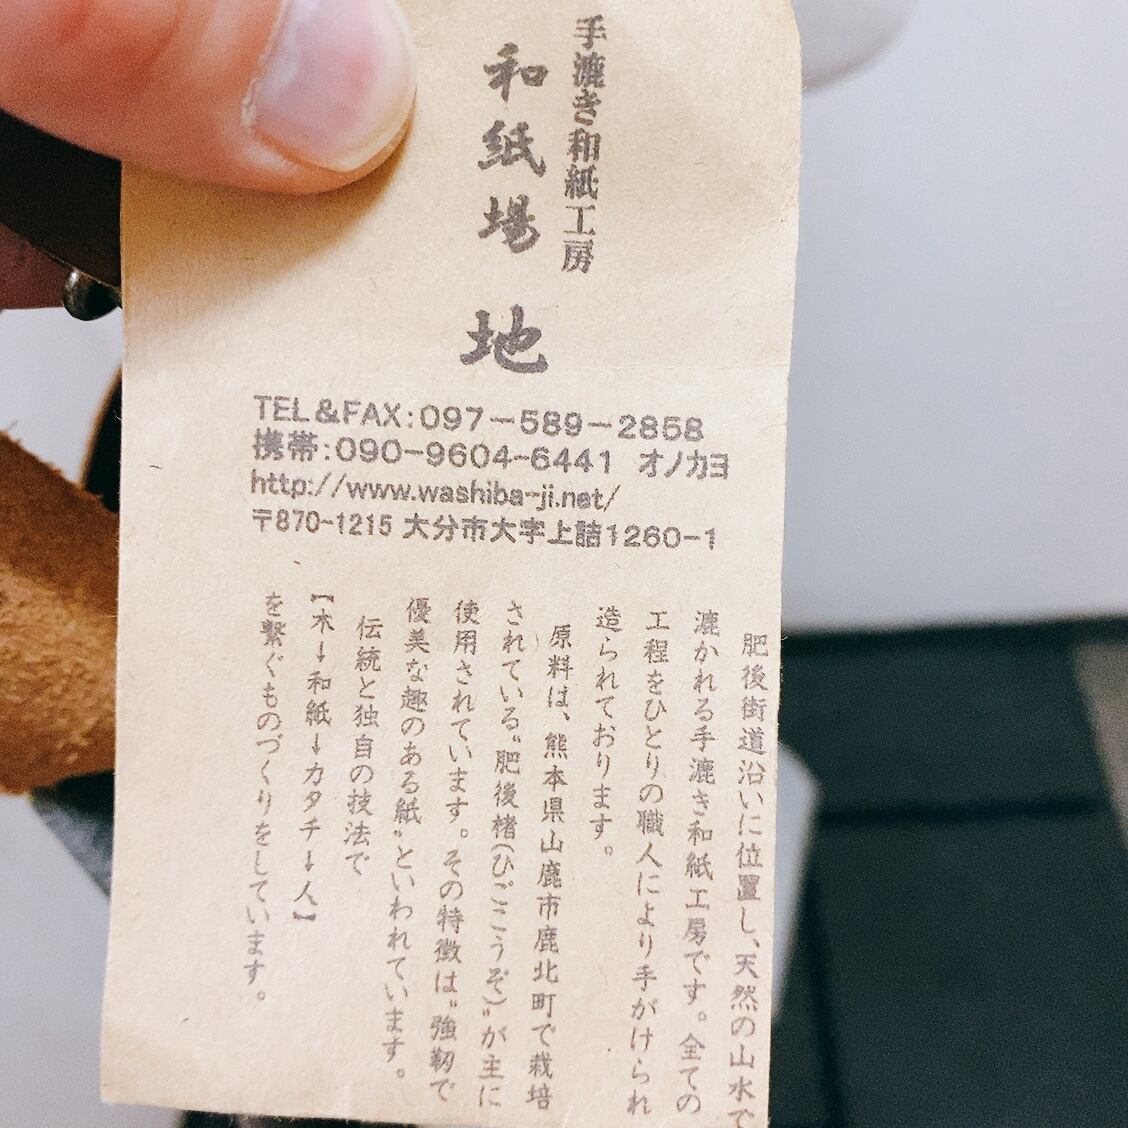 手漉き和紙工房
和紙場
地
TEL&FAX:097-589-2858
携帯:090-9604-6441 オノカヨ
http://www.washiba-ji.net/
〒870-1215 大分市大字上詰1260-1
肥後街道沿いに位置し、天然の山水で
漉かれる手漉き和紙工房です。全ての
工程をひとりの職人により手がけられ
造られております。
原料は、熊本県山鹿市鹿北町で栽培
されている“肥後楮(ひごこうぞ)”が主に
使用されています。その特徴は“強靭で
優美な趣のある紙”といわれています。
伝統と独自の技法で
【木→和紙→カタチ→人】
を繋ぐものづくりをしています。